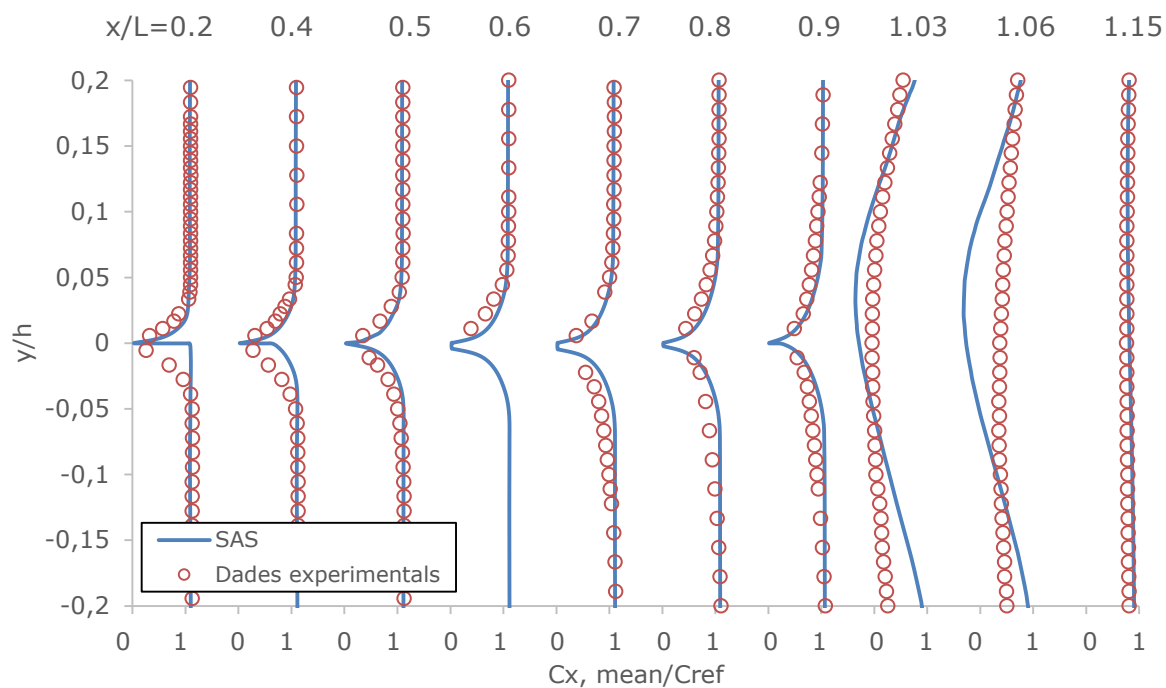 x/L=0.2 0.4 0.5 0.6 0.7 0.8 0.9 1.03 1.06 1.15
0,2
0,15
0,1
0,05
0
-0,05
-0,1
-0,15
-0,2
y/h
SAS
Dades experimentals
0 1 0 1 0 1 0 1 0 1 0 1 0 1 0 1 0 1 0 1
Cx, mean/Cref